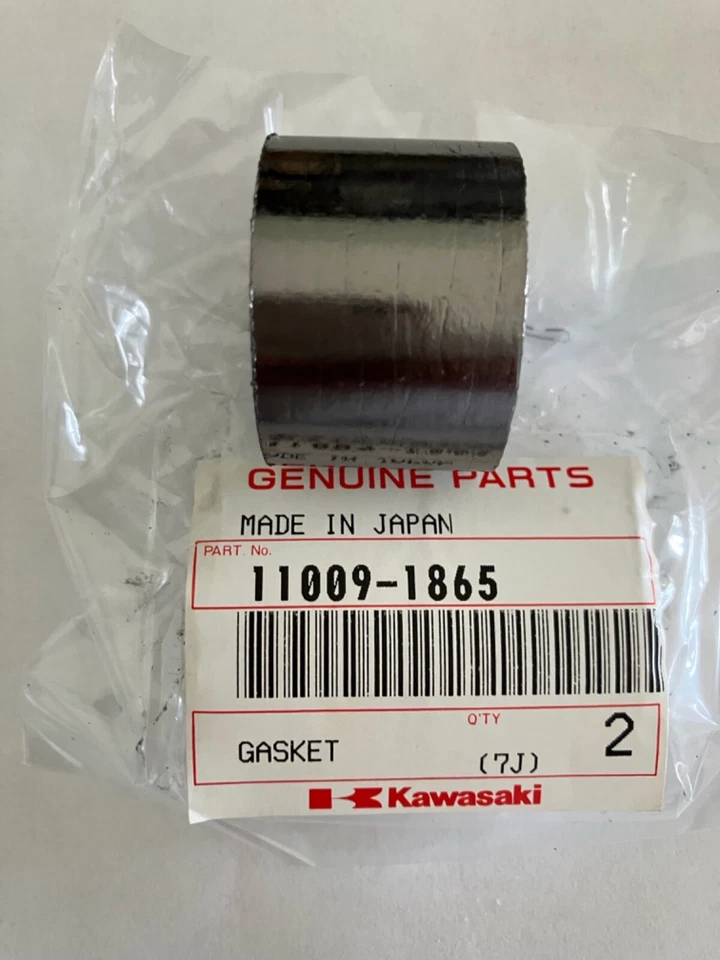 GENUINE PARTS
MADE IN JAPAN
PART. No.
11009-1865
Q'TY
GASKET (7J) 2
Kawasaki